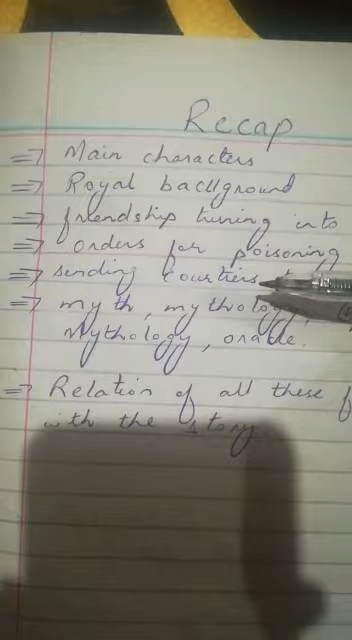 Recap
=> Main characters
=> Royal background
=> friendship turning into
=> orders for poisoning
=> sending courtiers
=> myth, mythology,
Mythology, oracle.
=> Relation of all these
with the story